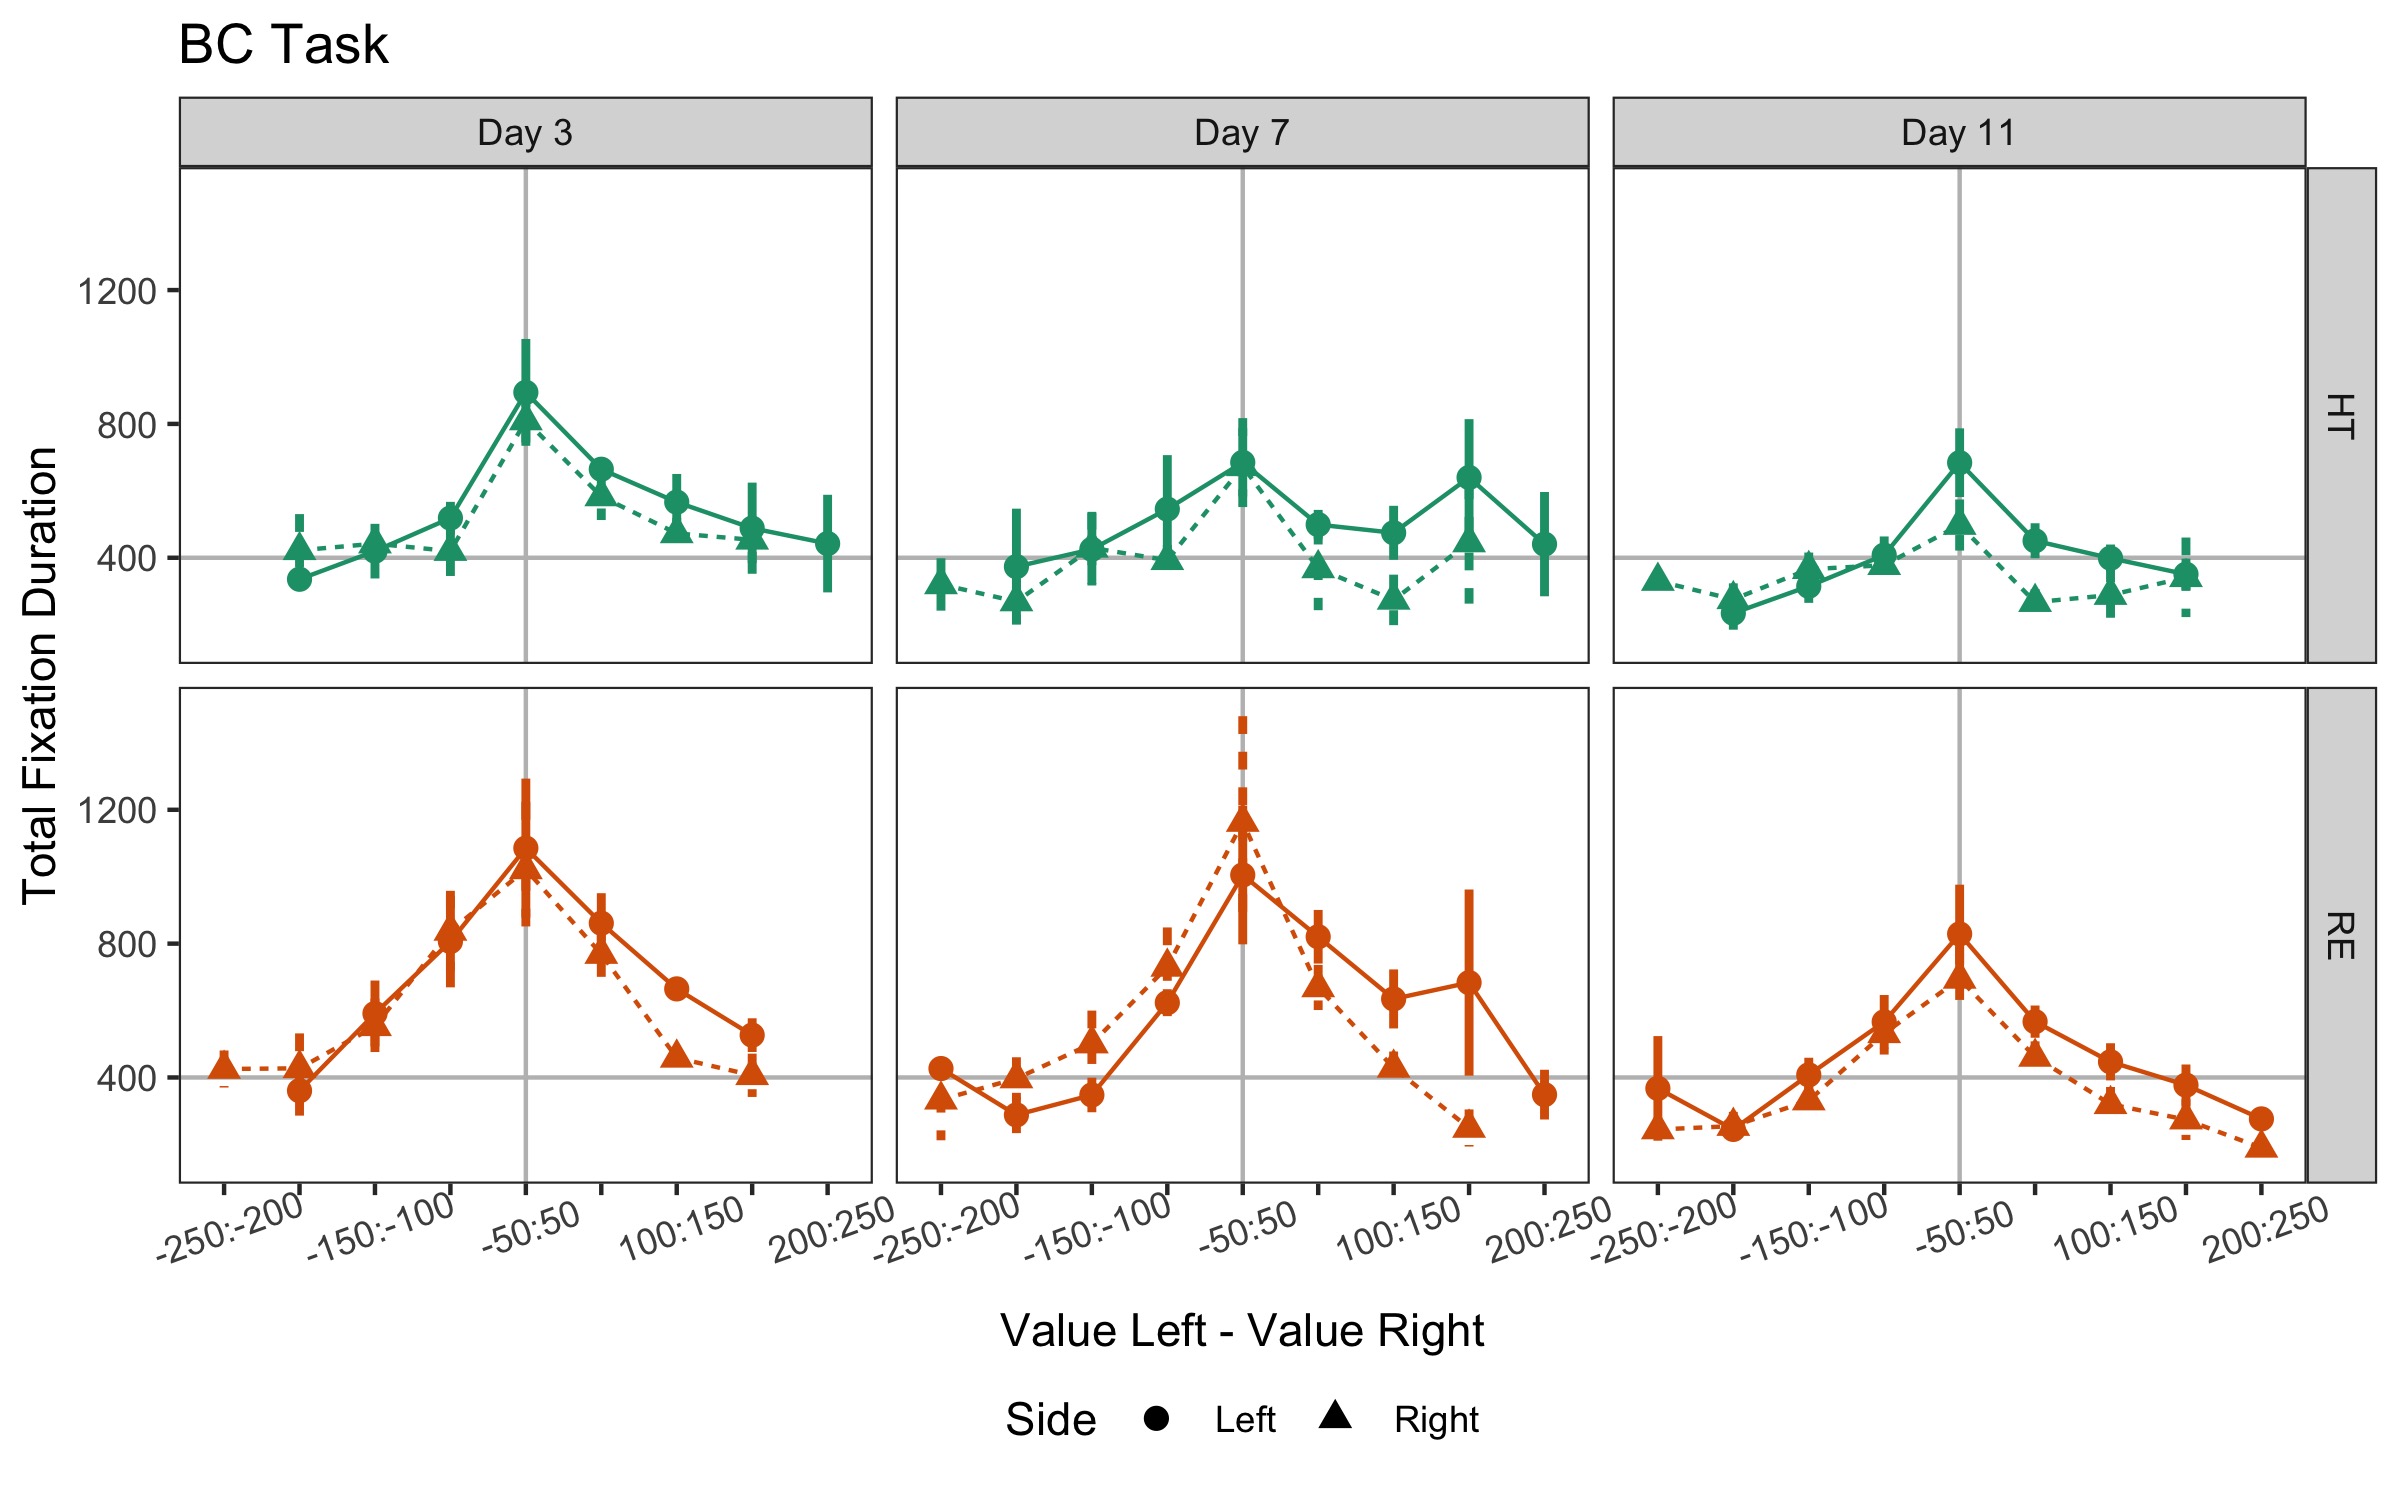 BC Task
Day 3
Day 7
Day 11
1200
800
400
HT
1200
800
400
RE
Total Fixation Duration
-250:-200
-150:-100
-50:50
100:150
200:250
-250:-200
-150:-100
-50:50
100:150
200:250
-250:-200
-150:-100
-50:50
100:150
200:250
Value Left - Value Right
Side Left Right